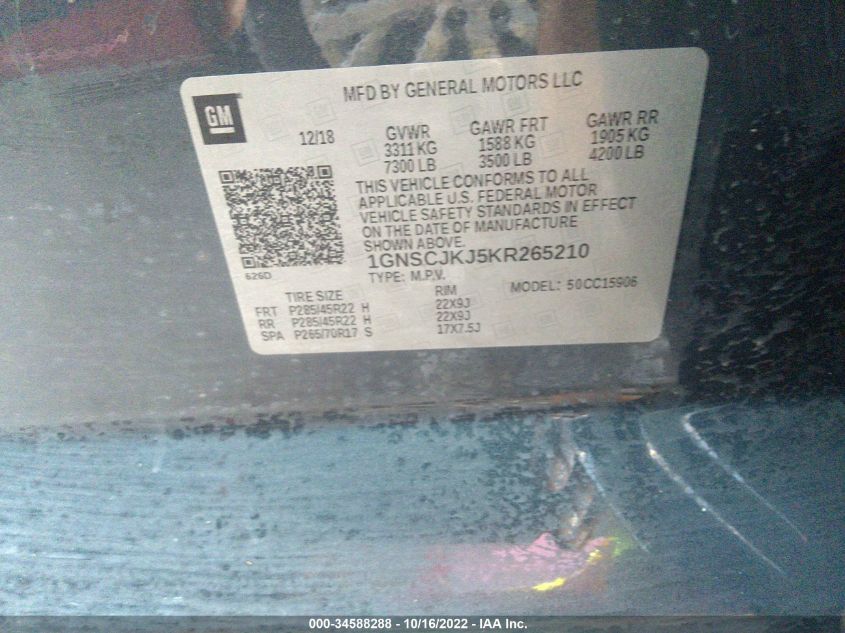 MFD BY GENERAL MOTORS LLC
GM
12/18 GVWR GAWR FRT GAWR RR
3311 KG 1588 KG 1905 KG
7300 LB 3500 LB 4200 LB
THIS VEHICLE CONFORMS TO ALL
APPLICABLE U.S. FEDERAL MOTOR
VEHICLE SAFETY STANDARDS IN EFFECT
ON THE DATE OF MANUFACTURE
SHOWN ABOVE.
1GNSCJKJ5KR265210
626D
TYPE: M.P.V. MODEL: 50CC15906
TIRE SIZE RIM
FRT P285/45R22 H 22X9J
RR P285/45R22 H 22X9J
SPA P265/70R17 S 17X7.5J
000-34588288 - 10/16/2022 - IAA Inc.